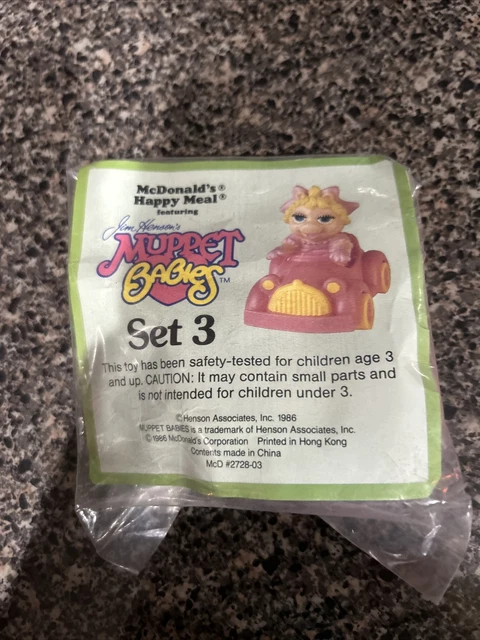 McDonald's®
Happy Meal®
featuring
Jim Henson's
MUPPET
BABIES™
Set 3
This toy has been safety-tested for children age 3
and up. CAUTION: It may contain small parts and
is not intended for children under 3.
© Henson Associates, Inc. 1986
MUPPET BABIES is a trademark of Henson Associates, Inc.
© 1986 McDonald's Corporation Printed in Hong Kong
Contents made in China
McD #2728-03